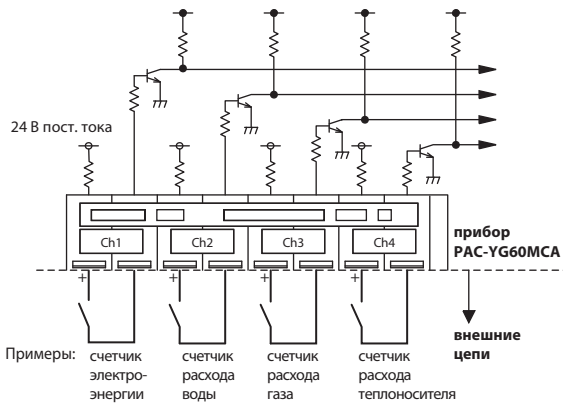 24 В пост. тока
Ch1 Ch2 Ch3 Ch4
прибор
PAC-YG60MCA
+ + + +
внешние
цепи
Примеры: счетчик счетчик счетчик счетчик
электро- расхода расхода расхода
энергии воды газа теплоносителя